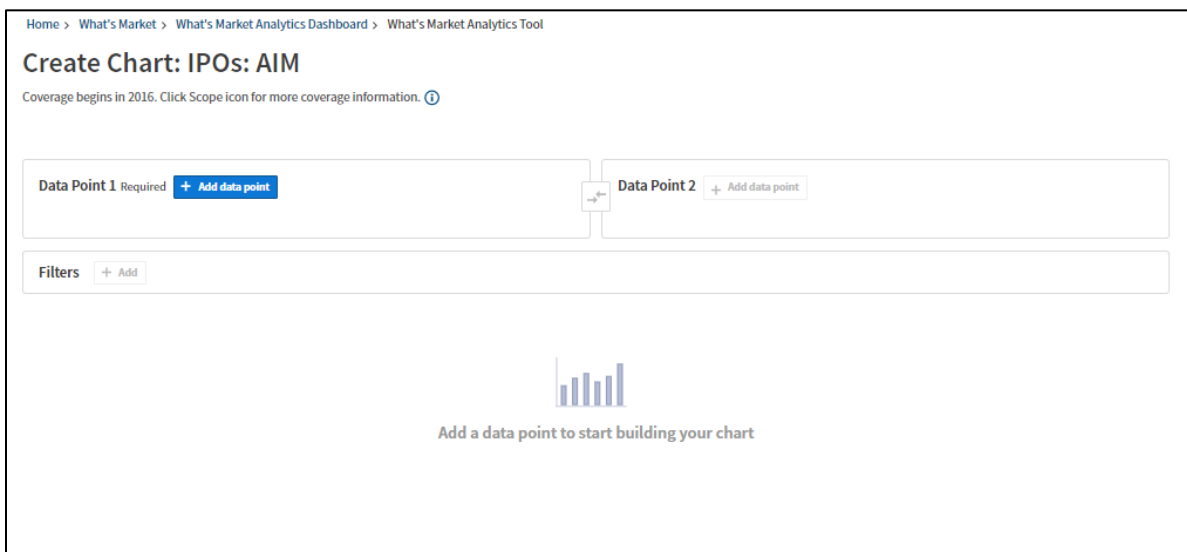 Home > What's Market > What's Market Analytics Dashboard > What's Market Analytics Tool
Create Chart: IPOs: AIM
Coverage begins in 2016. Click Scope icon for more coverage information.
Data Point 1 Required + Add data point
Data Point 2 + Add data point
Filters + Add
Add a data point to start building your chart